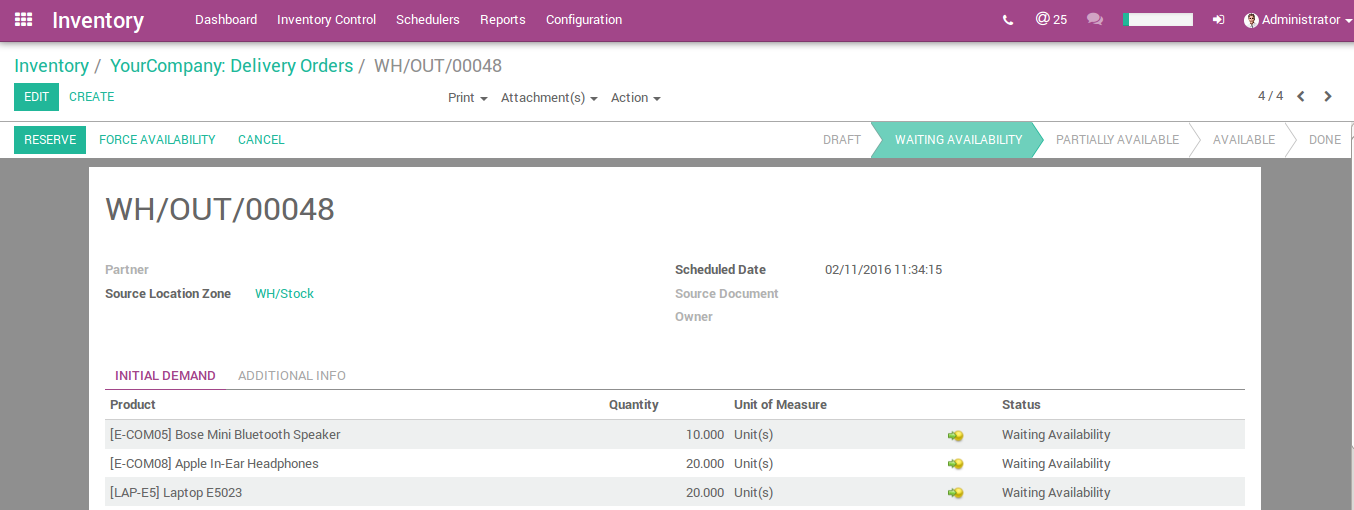 Inventory Dashboard Inventory Control Schedulers Reports Configuration @ 25 Administrator
Inventory / YourCompany: Delivery Orders / WH/OUT/00048
EDIT CREATE Print Attachment(s) Action 4 / 4
RESERVE FORCE AVAILABILITY CANCEL DRAFT WAITING AVAILABILITY PARTIALLY AVAILABLE AVAILABLE DONE
WH/OUT/00048
Partner Scheduled Date 02/11/2016 11:34:15
Source Location Zone WH/Stock Source Document
Owner
INITIAL DEMAND ADDITIONAL INFO
Product Quantity Unit of Measure Status
[E-COM05] Bose Mini Bluetooth Speaker 10.000 Unit(s) Waiting Availability
[E-COM08] Apple In-Ear Headphones 20.000 Unit(s) Waiting Availability
[LAP-E5] Laptop E5023 20.000 Unit(s) Waiting Availability